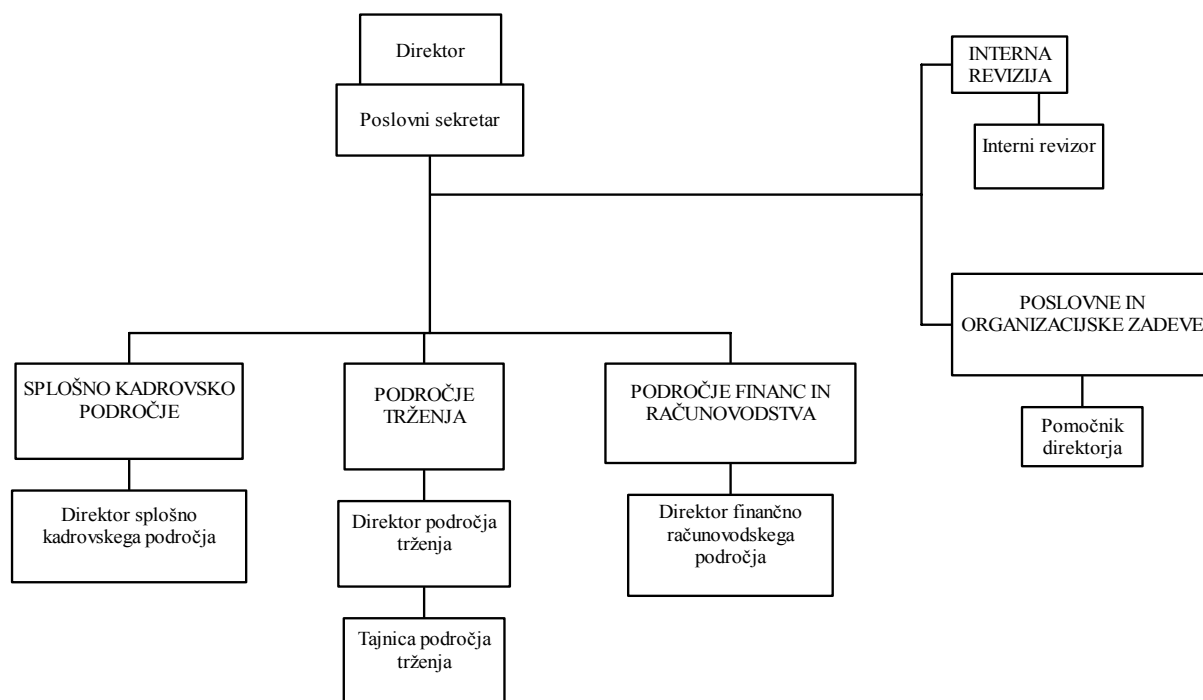 Direktor
Poslovni sekretar
INTERNA
REVIZIJA
Interni revizor
POSLOVNE IN
ORGANIZACIJSKE ZADEVE
Pomočnik
direktorja
SPLOŠNO KADROVSKO
PODROČJE
Direktor splošno
kadrovskega področja
PODROČJE
TRŽENJA
Direktor področja
trženja
Tajnica področja
trženja
PODROČJE FINANC IN
RAČUNOVODSTVA
Direktor finančno
računovodskega
področja